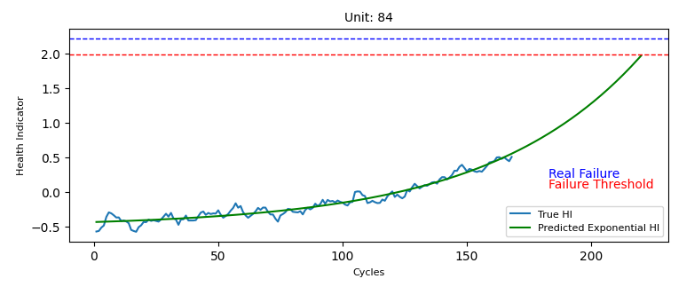 Unit: 84
Health Indicator
2.0
1.5
1.0
0.5
0.0
−0.5
Real Failure
Failure Threshold
True HI
Predicted Exponential HI
0
50
100
150
200
Cycles